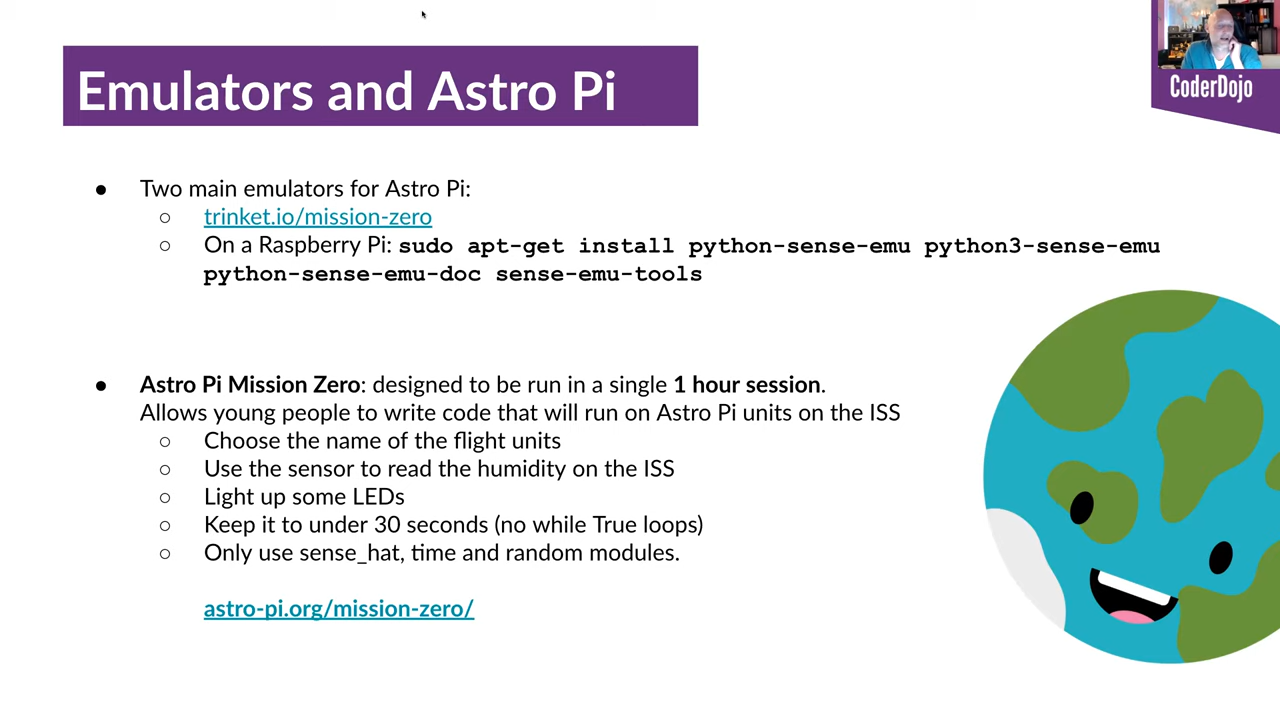 Emulators and Astro Pi
CoderDojo
● Two main emulators for Astro Pi:
○ trinket.io/mission-zero
○ On a Raspberry Pi: sudo apt-get install python-sense-emu python3-sense-emu
python-sense-emu-doc sense-emu-tools
● Astro Pi Mission Zero: designed to be run in a single 1 hour session.
Allows young people to write code that will run on Astro Pi units on the ISS
○ Choose the name of the flight units
○ Use the sensor to read the humidity on the ISS
○ Light up some LEDs
○ Keep it to under 30 seconds (no while True loops)
○ Only use sense_hat, time and random modules.
astro-pi.org/mission-zero/